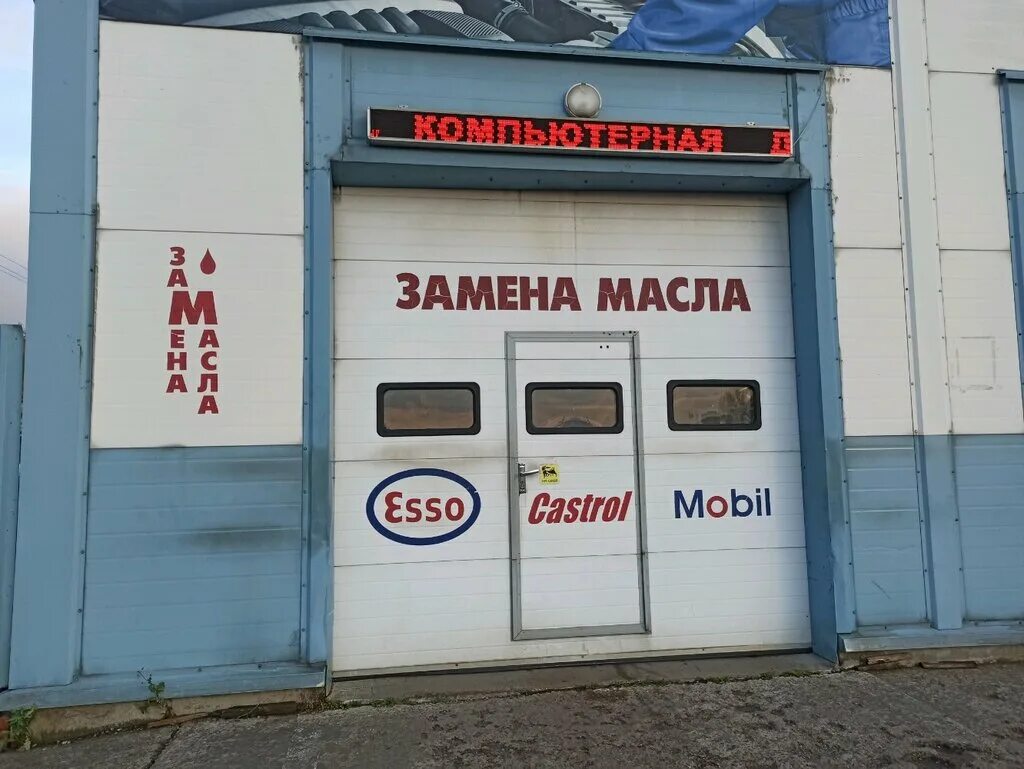 КОМПЬЮТЕРНАЯ Д
ЗАМЕНА
МАСЛА
ЗАМЕНА МАСЛА
Esso
Castrol
Mobil